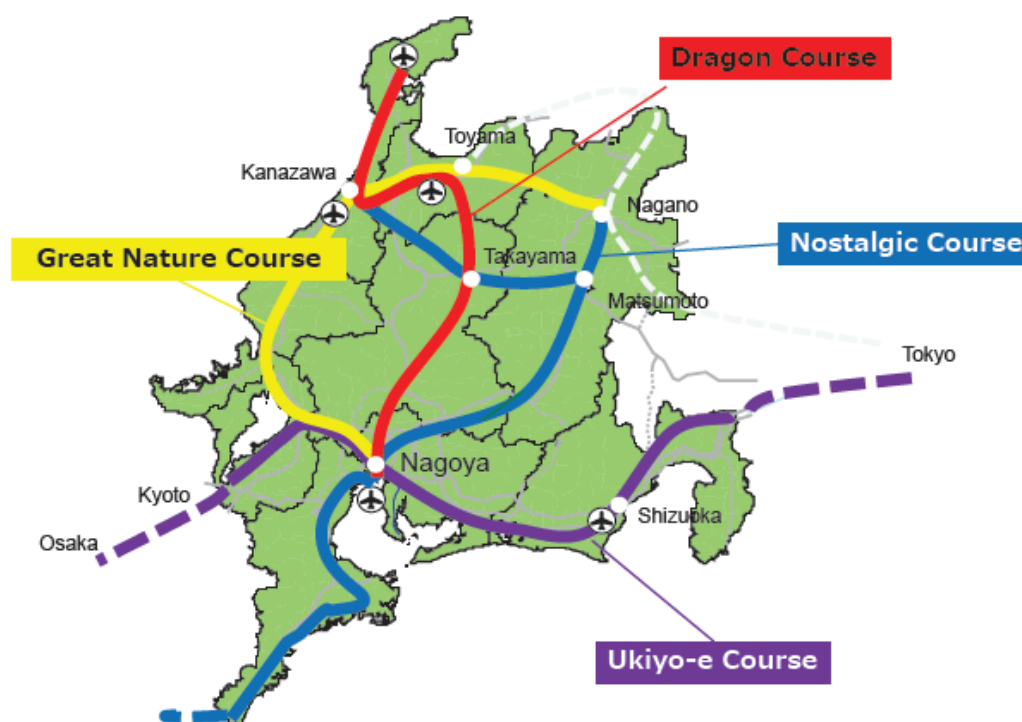 Dragon Course
Toyama
Kanazawa
Nagano
Nostalgic Course
Great Nature Course
Takayama
Matsumoto
Tokyo
Nagoya
Kyoto
Shizuoka
Osaka
Ukiyo-e Course